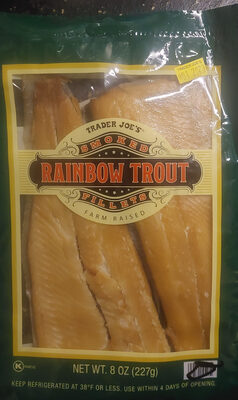 TRADER JOE'S
SMOKED
RAINBOW TROUT
FILLETS
FARM RAISED
NET WT. 8 OZ (227g)
KEEP REFRIGERATED AT 38°F OR LESS. USE WITHIN 4 DAYS OF OPENING.